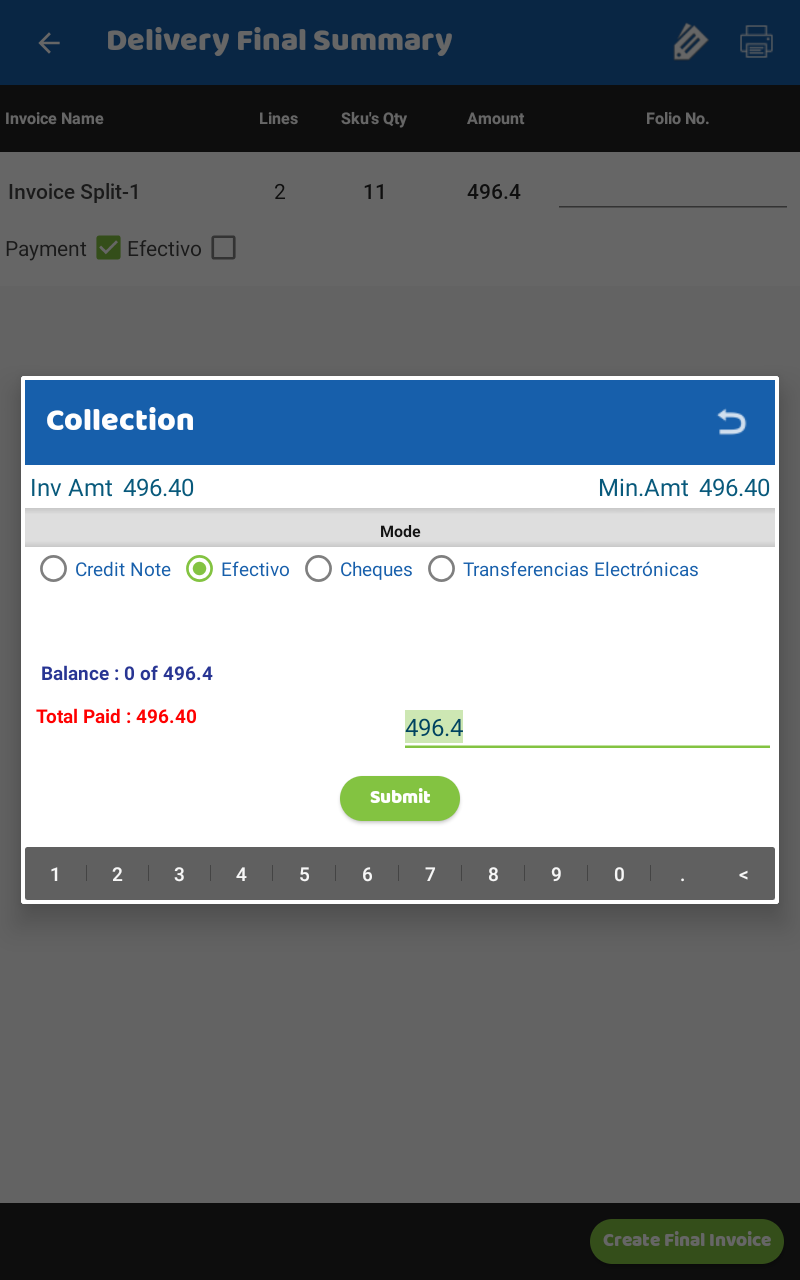 Delivery Final Summary
Invoice Name Lines Sku's Qty Amount Folio No.
Invoice Split-1 2 11 496.4
Payment Efectivo
Collection
Inv Amt 496.40 Min.Amt 496.40
Mode
Credit Note Efectivo Cheques Transferencias Electrónicas
Balance : 0 of 496.4
Total Paid : 496.40 496.4
Submit
1 2 3 4 5 6 7 8 9 0 . <
Create Final Invoice